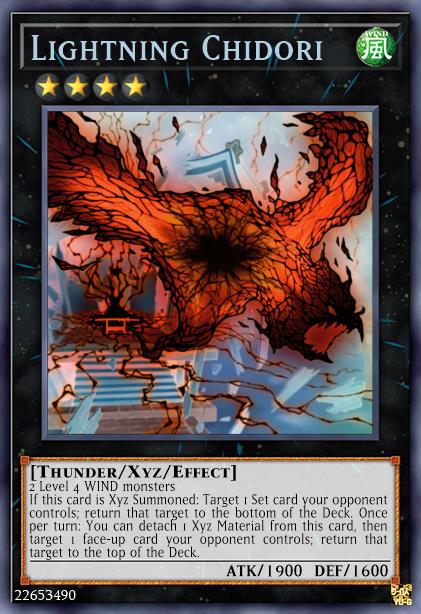 Lightning Chidori
WIND
風
[Thunder/Xyz/Effect]
2 Level 4 WIND monsters
If this card is Xyz Summoned: Target 1 Set card your opponent
controls; return that target to the bottom of the Deck. Once
per turn: You can detach 1 Xyz Material from this card, then
target 1 face-up card your opponent controls; return that
target to the top of the Deck.
ATK/1900 DEF/1600
22653490